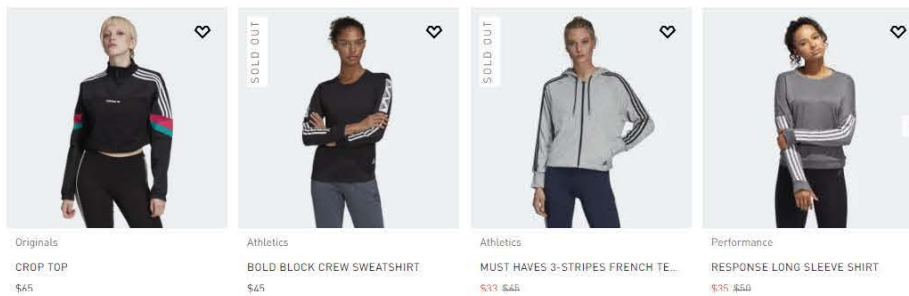 SOLD OUT
SOLD OUT
Originals
Athletics
Athletics
Performance
CROP TOP
BOLD BLOCK CREW SWEATSHIRT
MUST HAVES 3-STRIPES FRENCH TE...
RESPONSE LONG SLEEVE SHIRT
$65
$45
$33 $65
$35 $50